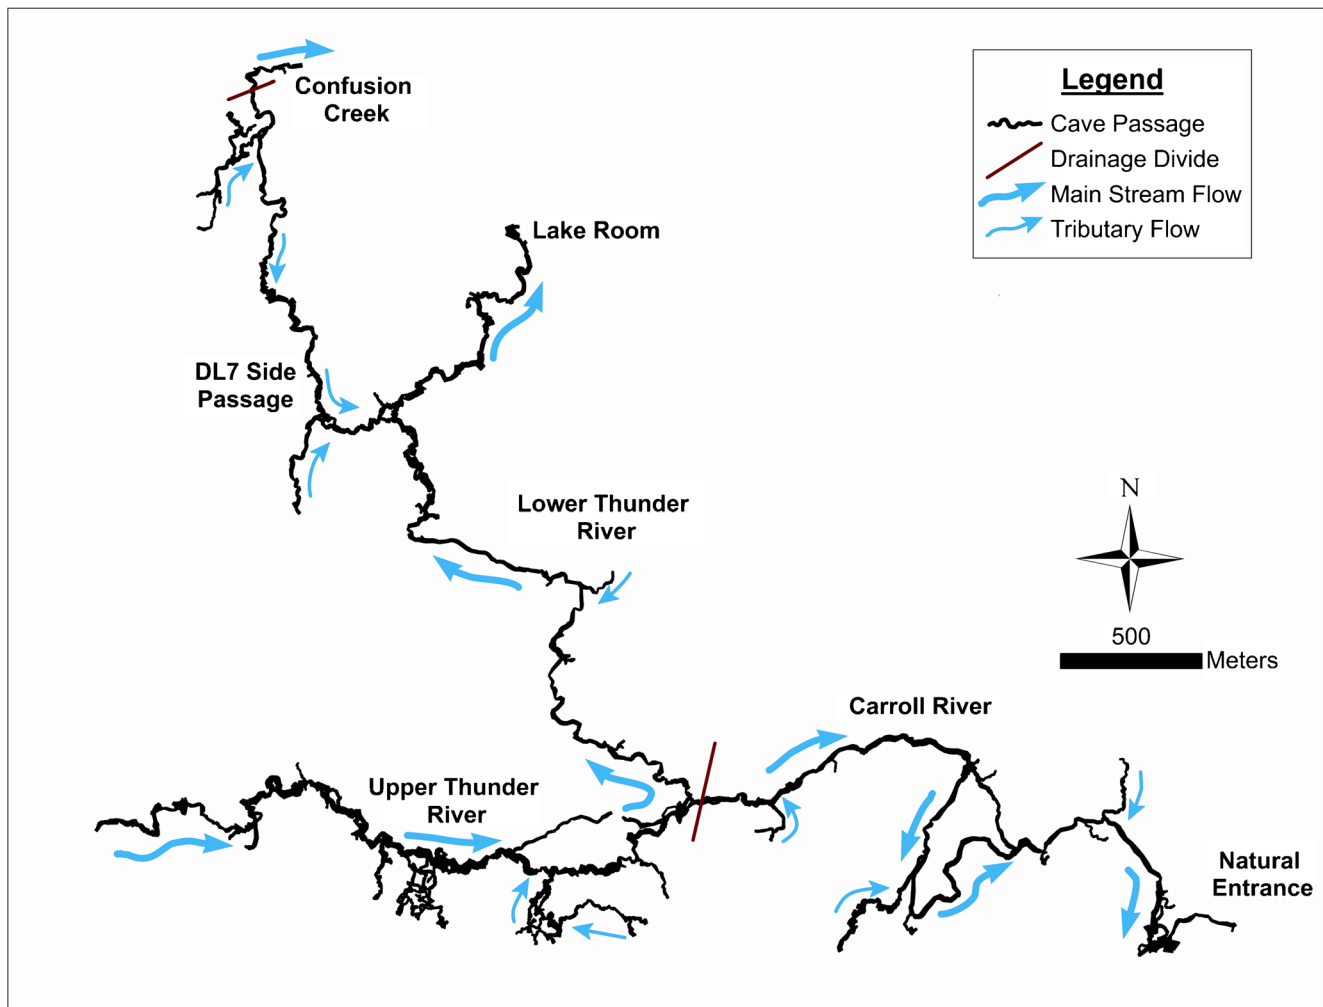 Confusion
Creek
Legend
Cave Passage
Drainage Divide
Main Stream Flow
Tributary Flow
Lake Room
DL7 Side
Passage
Lower Thunder
River
N
500
Meters
Carroll River
Upper Thunder
River
Natural
Entrance